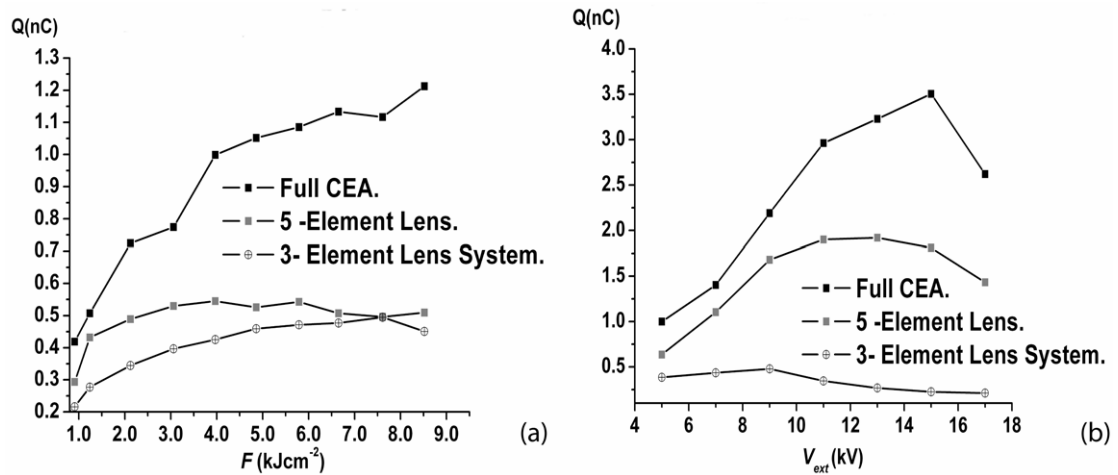 Q(nC)
1.3
1.2
1.1
1.0
0.9
0.8
0.7
0.6
0.5
0.4
0.3
0.2
1.0 2.0 3.0 4.0 5.0 6.0 7.0 8.0 9.0
F (kJcm⁻²)
Full CEA.
5 -Element Lens.
3- Element Lens System.
(a)
Q(nC)
4.0
3.5
3.0
2.5
2.0
1.5
1.0
0.5
4 6 8 10 12 14 16 18
V_ext (kV)
Full CEA.
5 -Element Lens.
3- Element Lens System.
(b)